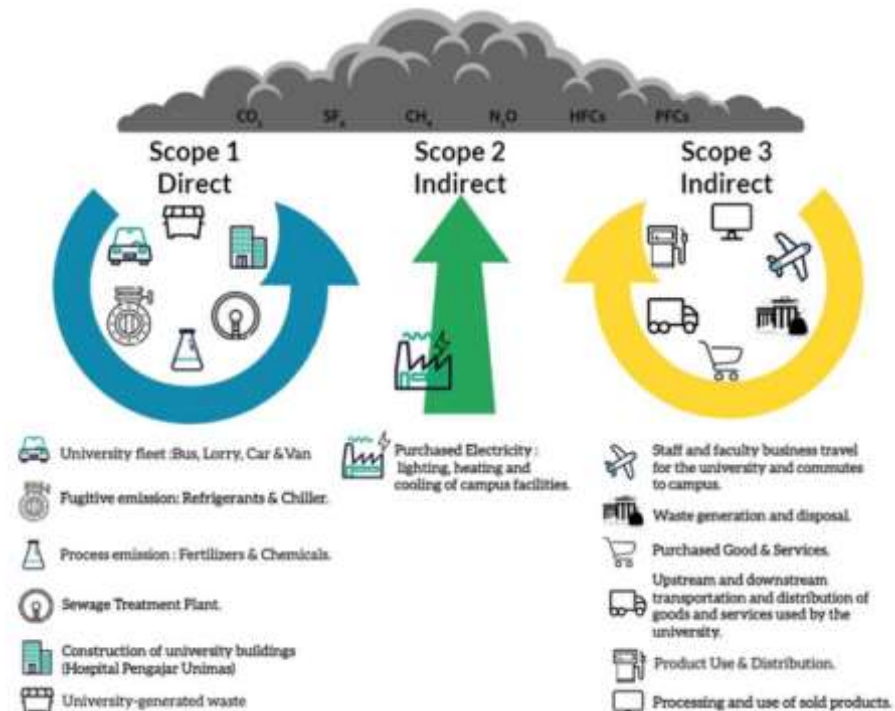 CO₂ SF₆ CH₄ N₂O HFCs PFCs
Scope 1
Direct
Scope 2
Indirect
Scope 3
Indirect
University fleet :Bus, Lorry, Car & Van
Fugitive emission: Refrigerants & Chiller.
Process emission : Fertilizers & Chemicals.
Sewage Treatment Plant.
Construction of university buildings
(Hospital Pengajar Unimas)
University-generated waste
Purchased Electricity :
lighting, heating and
cooling of campus facilities.
Staff and faculty business travel
for the university and commutes
to campus.
Waste generation and disposal.
Purchased Good & Services.
Upstream and downstream
transportation and distribution of
goods and services used by the
university.
Product Use & Distribution.
Processing and use of sold products.